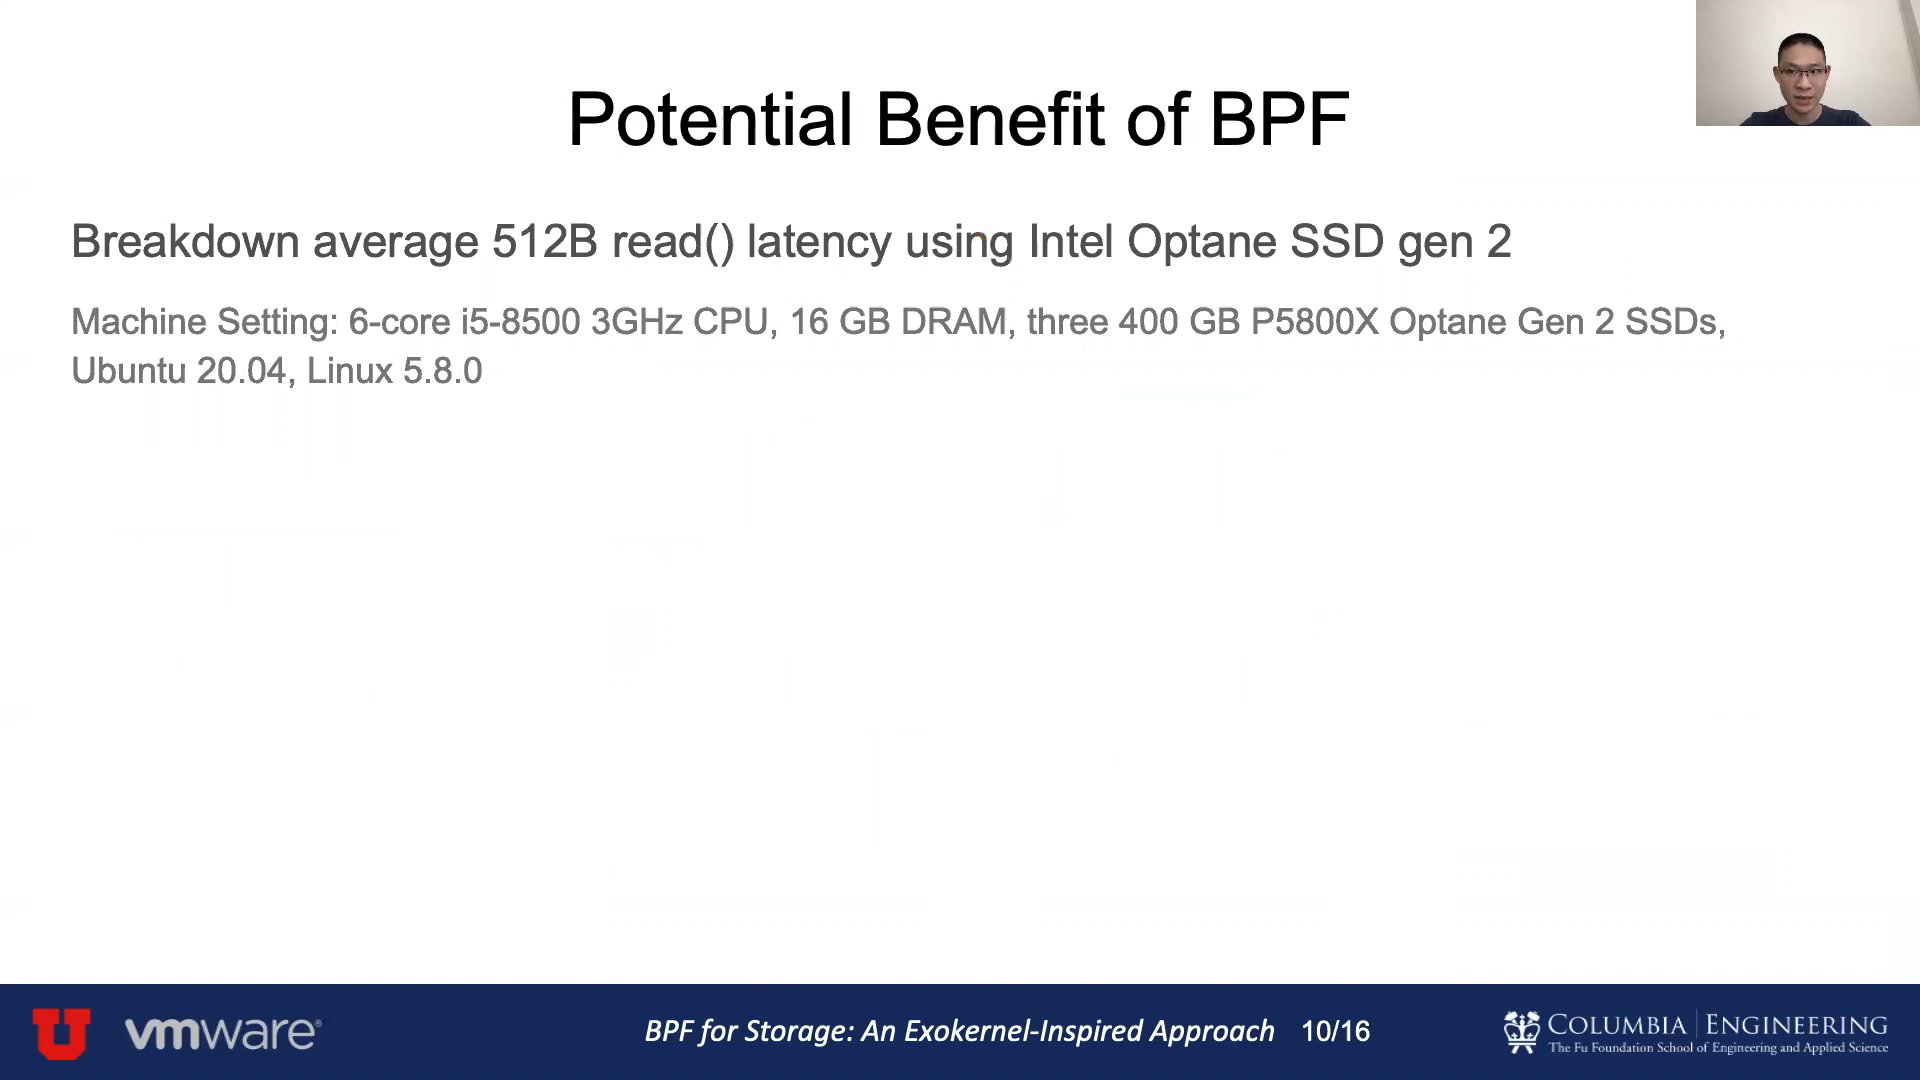 Potential Benefit of BPF
Breakdown average 512B read() latency using Intel Optane SSD gen 2
Machine Setting: 6-core i5-8500 3GHz CPU, 16 GB DRAM, three 400 GB P5800X Optane Gen 2 SSDs,
Ubuntu 20.04, Linux 5.8.0
U vmware® BPF for Storage: An Exokernel-Inspired Approach 10/16 COLUMBIA | ENGINEERING
The Fu Foundation School of Engineering and Applied Science